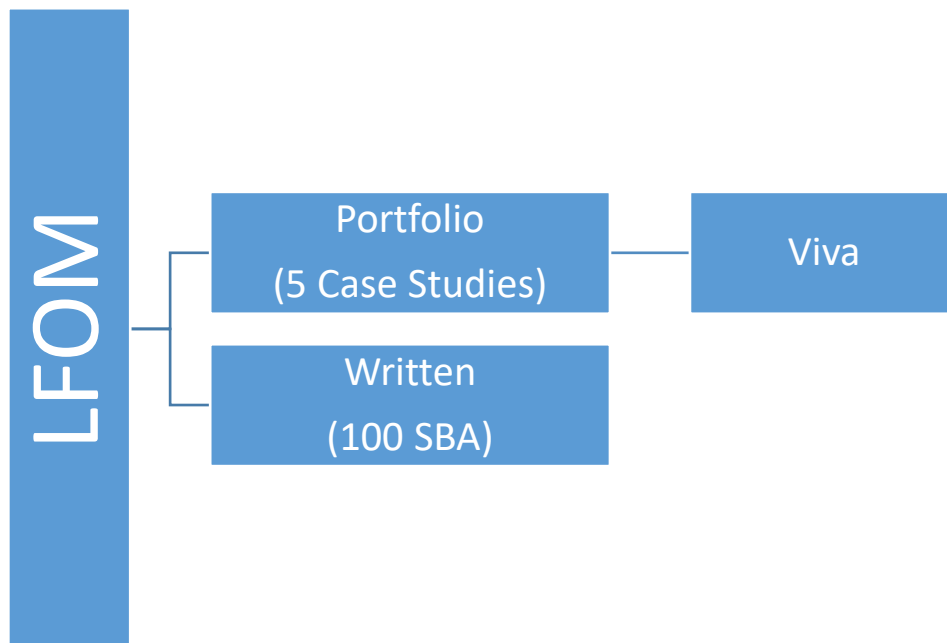 LFOM
Portfolio
(5 Case Studies)
Viva
Written
(100 SBA)